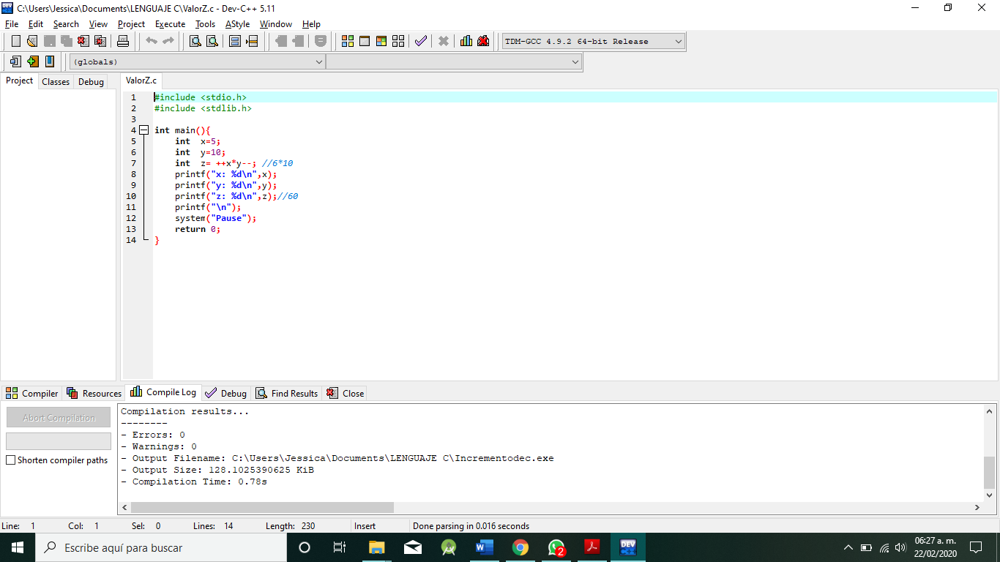 C:\Users\Jessica\Documents\LENGUAJE C\ValorZ.c - Dev-C++ 5.11
File Edit Search View Project Execute Tools AStyle Window Help
TDM-GCC 4.9.2 64-bit Release
(globals)
Project Classes Debug
ValorZ.c
1 #include <stdio.h>
2 #include <stdlib.h>
3
4 int main(){
5 int  x=5;
6 int  y=10;
7 int  z= ++x*y--; //6*10
8 printf("x: %d\n",x);
9 printf("y: %d\n",y);
10 printf("z: %d\n",z);//60
11 printf("\n");
12 system("Pause");
13 return 0;
14 }
Compiler Resources Compile Log Debug Find Results Close
Abort Compilation
Shorten compiler paths
Compilation results...
--------
- Errors: 0
- Warnings: 0
- Output Filename: C:\Users\Jessica\Documents\LENGUAJE C\Incrementodec.exe
- Output Size: 128.1025390625 KiB
- Compilation Time: 0.78s
Line: 1 Col: 1 Sel: 0 Lines: 14 Length: 230 Insert Done parsing in 0.016 seconds
Escribe aquí para buscar
2
DEV
06:27 a. m.
22/02/2020